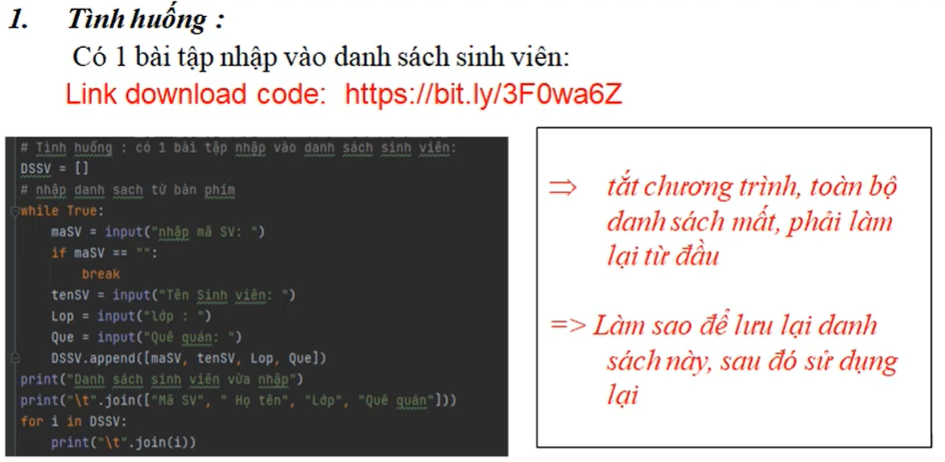 1. Tình huống :
Có 1 bài tập nhập vào danh sách sinh viên:
Link download code: https://bit.ly/3F0wa6Z
# Tình huống : có 1 bài tập nhập vào danh sách sinh viên:
DSSV = []
# nhập danh sach từ bàn phím
while True:
maSV = input("nhập mã SV: ")
if maSV == "":
break
tenSV = input("Tên Sinh viên: ")
Lop = input("lớp : ")
Que = input("Quê quán: ")
DSSV.append([maSV, tenSV, Lop, Que])
print("Danh sách sinh viên vừa nhập")
print("\t".join(["Mã SV", " Họ tên", "Lớp", "Quê quán"]))
for i in DSSV:
print("\t".join(i))
⇒ tắt chương trình, toàn bộ
danh sách mất, phải làm
lại từ đầu
=> Làm sao để lưu lại danh
sách này, sau đó sử dụng
lại